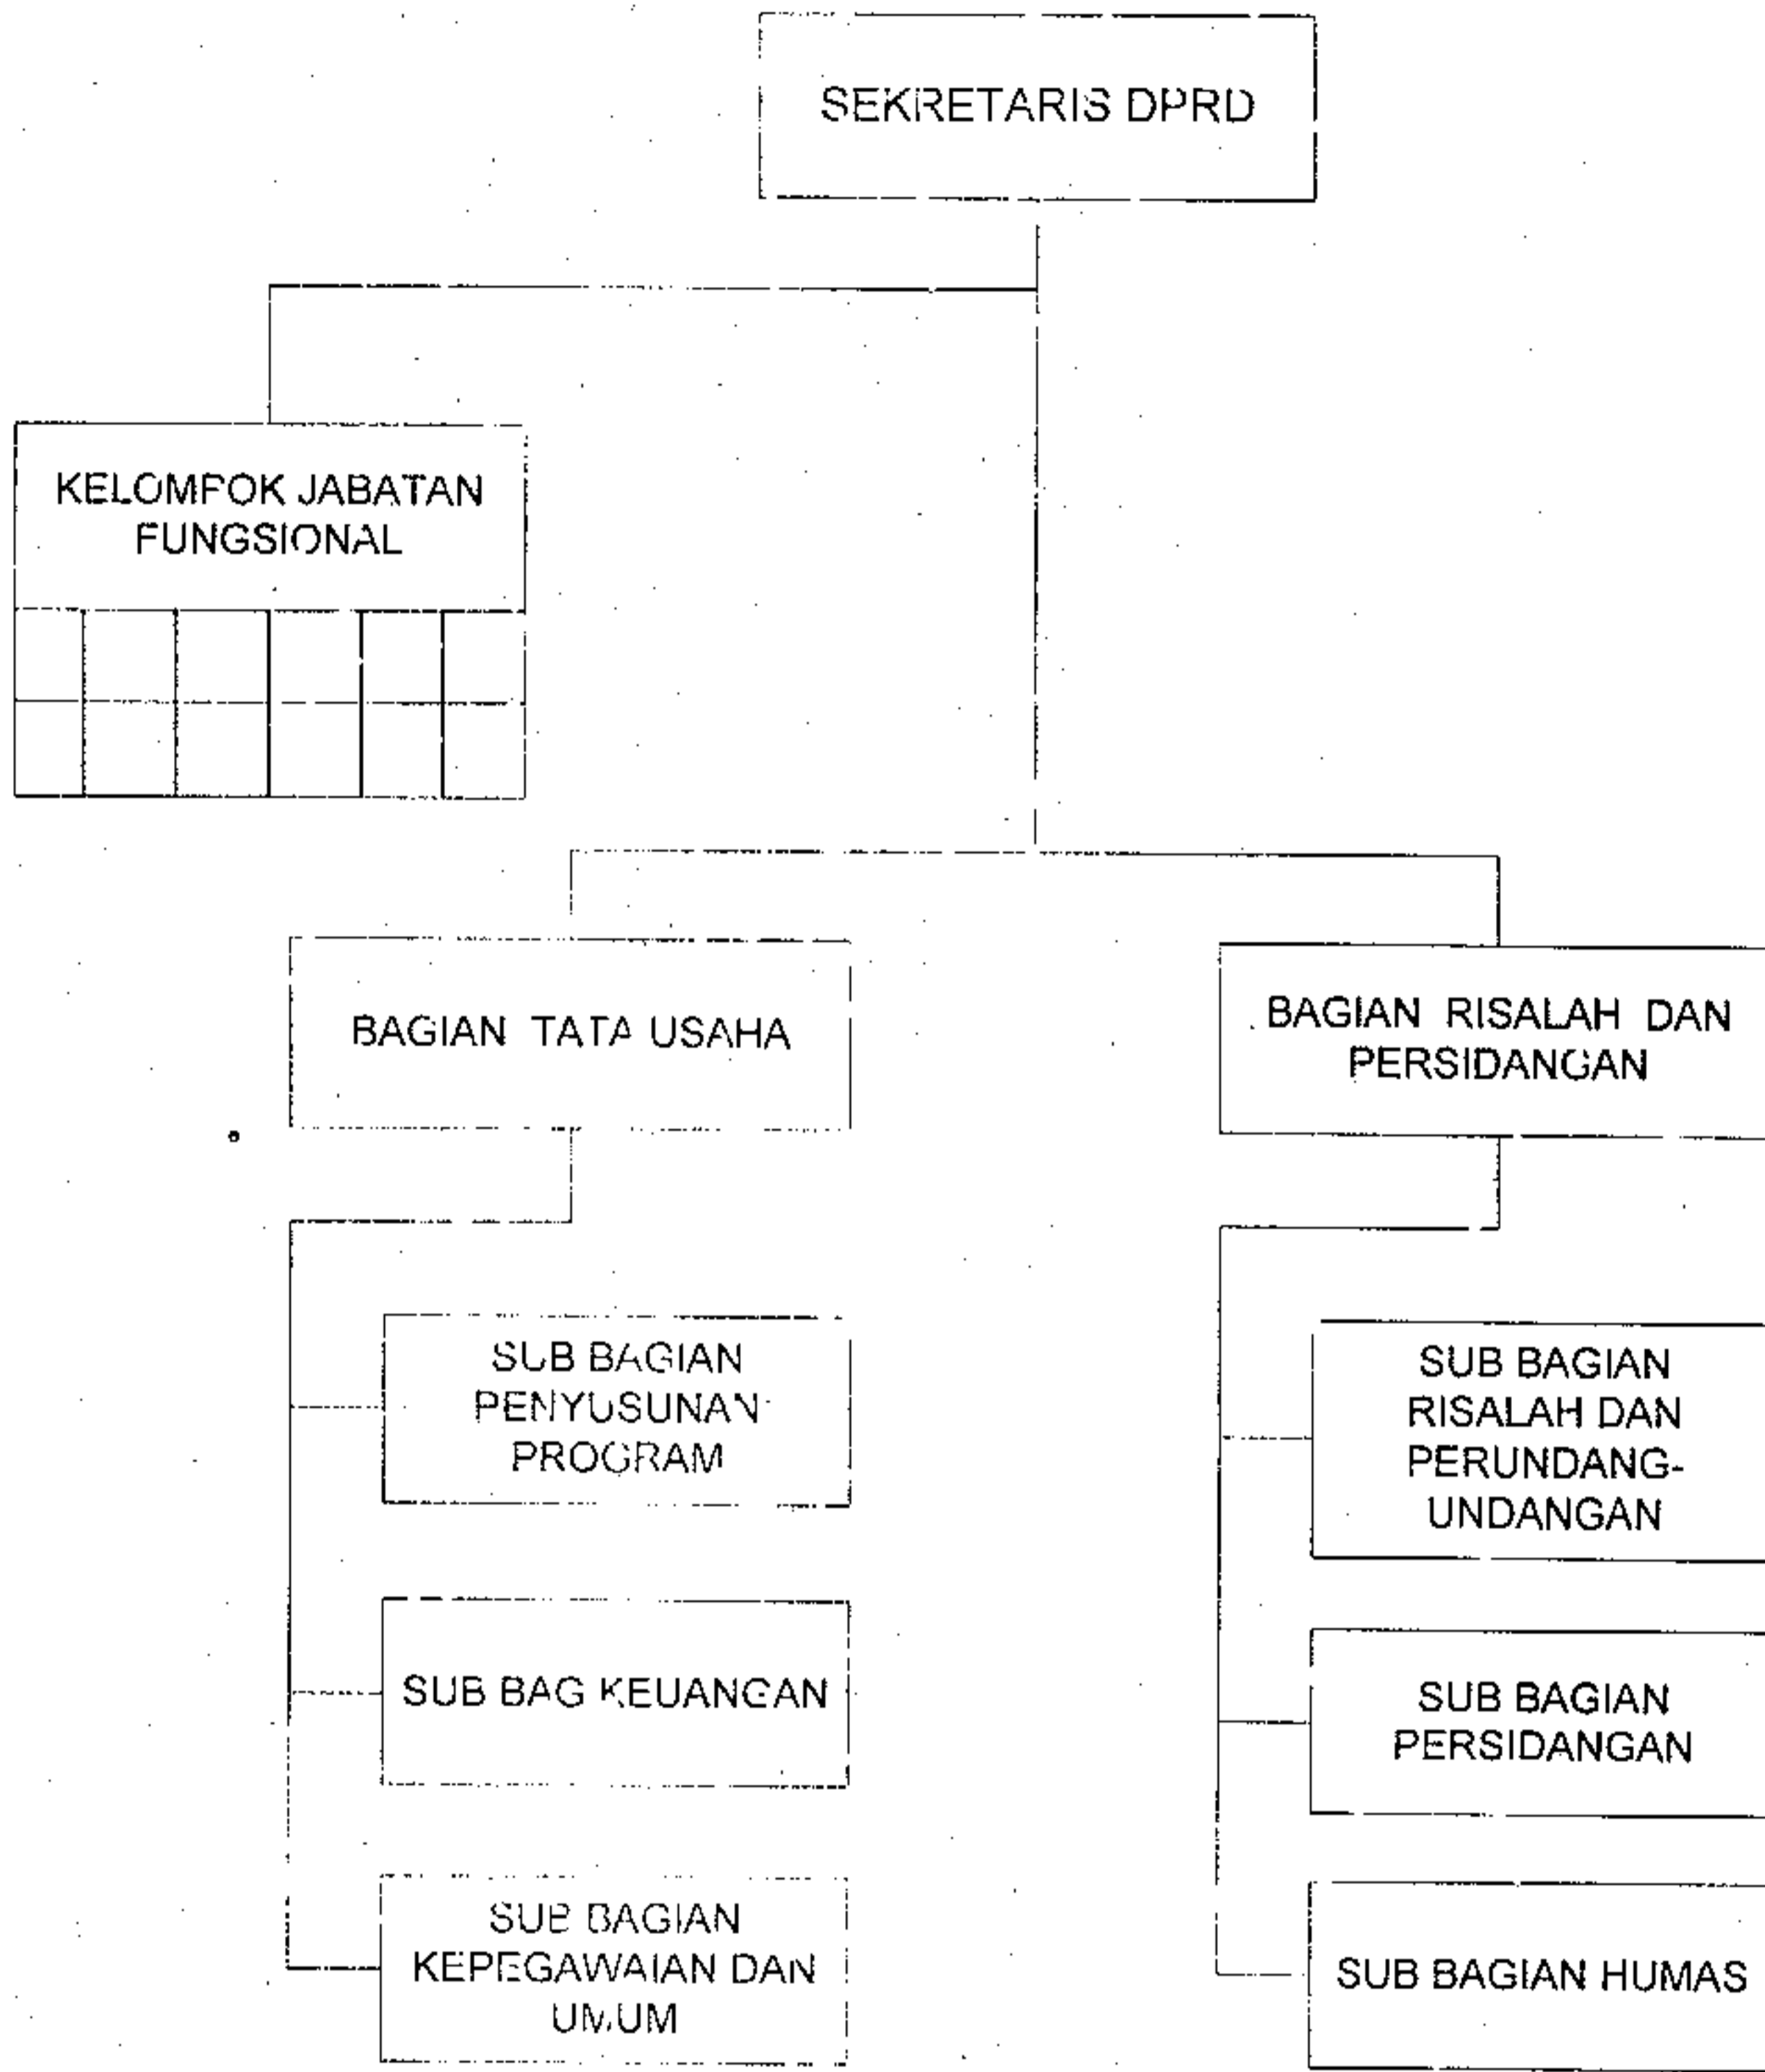 SEKRETARIS DPRD
KELOMPOK JABATAN
FUNGSIONAL
BAGIAN TATA USAHA
BAGIAN RISALAH DAN
PERSIDANGAN
SUB BAGIAN
PENYUSUNAN
PROGRAM
SUB BAG KEUANGAN
SUB BAGIAN
KEPEGAWAIAN DAN
UMUM
SUB BAGIAN
RISALAH DAN
PERUNDANG-
UNDANGAN
SUB BAGIAN
PERSIDANGAN
SUB BAGIAN HUMAS